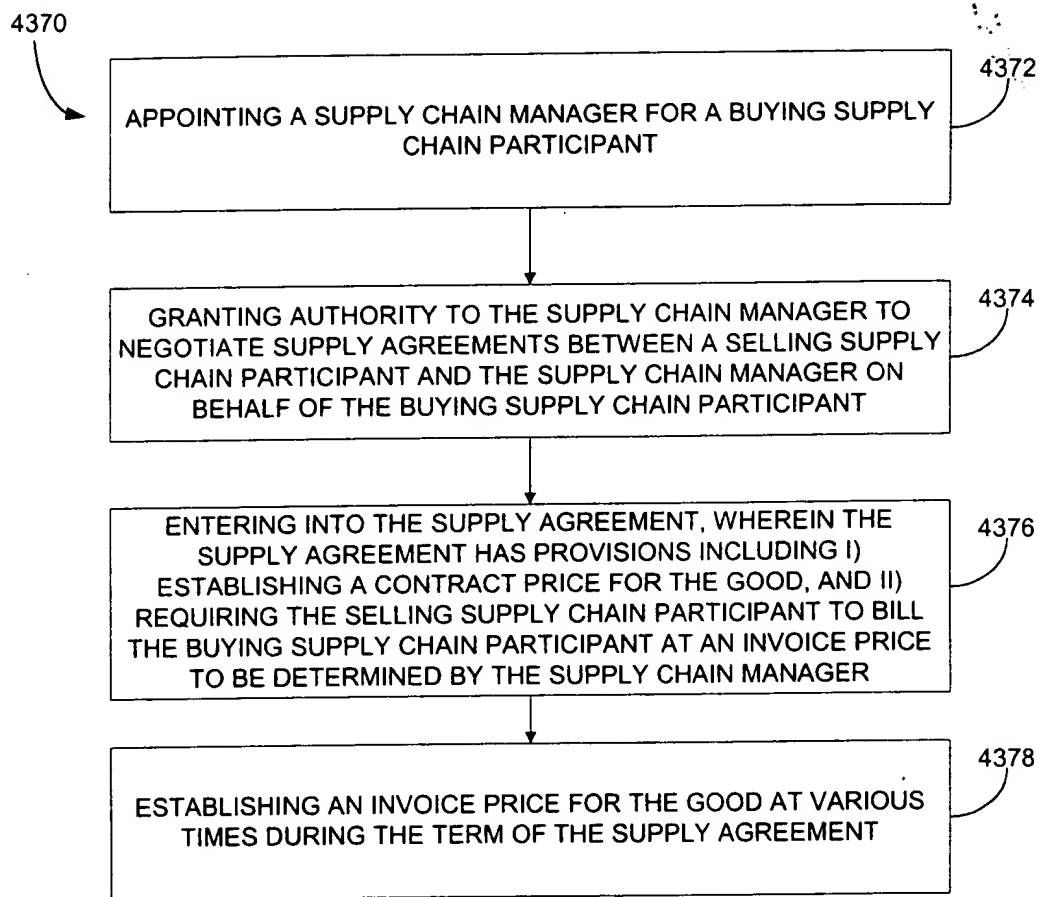 4370
4372
APPOINTING A SUPPLY CHAIN MANAGER FOR A BUYING SUPPLY
CHAIN PARTICIPANT
4374
GRANTING AUTHORITY TO THE SUPPLY CHAIN MANAGER TO
NEGOTIATE SUPPLY AGREEMENTS BETWEEN A SELLING SUPPLY
CHAIN PARTICIPANT AND THE SUPPLY CHAIN MANAGER ON
BEHALF OF THE BUYING SUPPLY CHAIN PARTICIPANT
4376
ENTERING INTO THE SUPPLY AGREEMENT, WHEREIN THE
SUPPLY AGREEMENT HAS PROVISIONS INCLUDING I)
ESTABLISHING A CONTRACT PRICE FOR THE GOOD, AND II)
REQUIRING THE SELLING SUPPLY CHAIN PARTICIPANT TO BILL
THE BUYING SUPPLY CHAIN PARTICIPANT AT AN INVOICE PRICE
TO BE DETERMINED BY THE SUPPLY CHAIN MANAGER
4378
ESTABLISHING AN INVOICE PRICE FOR THE GOOD AT VARIOUS
TIMES DURING THE TERM OF THE SUPPLY AGREEMENT